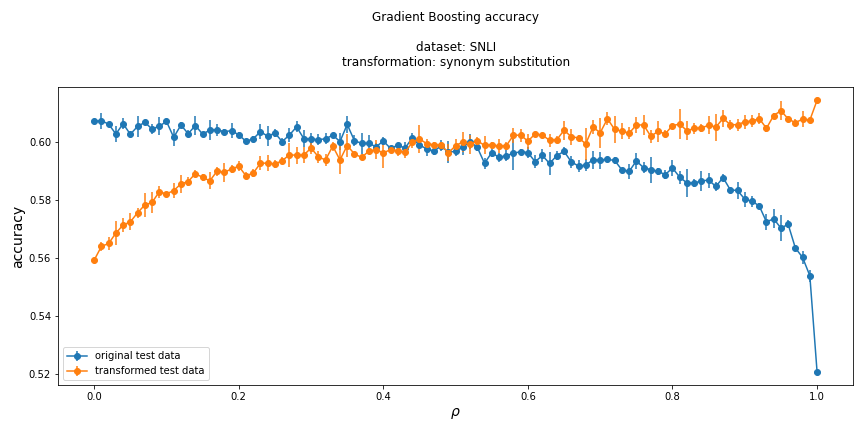 Gradient Boosting accuracy
dataset: SNLI
transformation: synonym substitution
accuracy
0.60
0.58
0.56
0.54
0.52
original test data
transformed test data
0.0 0.2 0.4 0.6 0.8 1.0
ρ